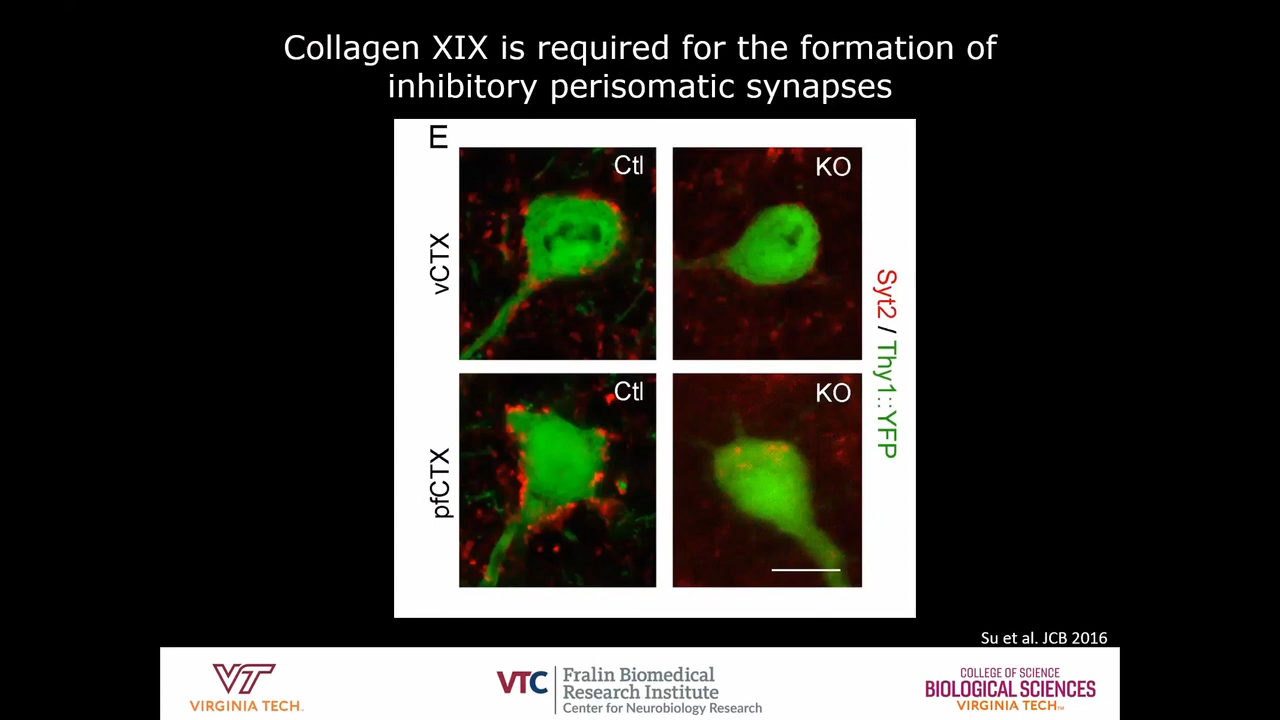 Collagen XIX is required for the formation of
inhibitory perisomatic synapses
E
Ctl
KO
vCTX
Ctl
KO
pfCTX
Syt2 / Thy1::YFP
Su et al. JCB 2016
VT
VIRGINIA TECH.
VTC
Fralin Biomedical
Research Institute
Center for Neurobiology Research
COLLEGE OF SCIENCE
BIOLOGICAL SCIENCES
VIRGINIA TECH™